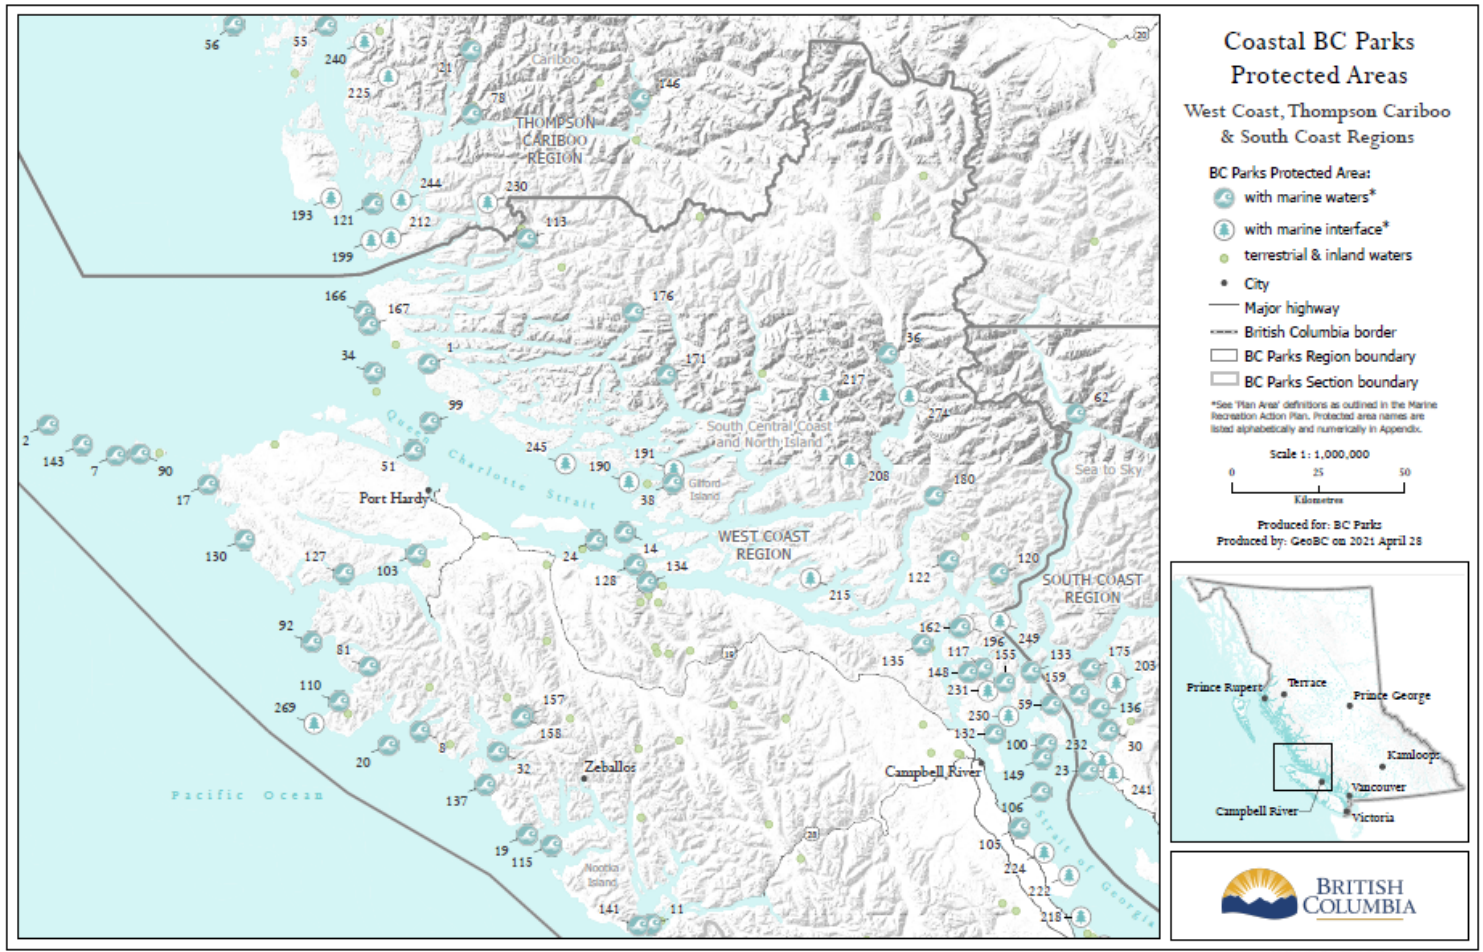 56
55
240
225
21
78
Cariboo
146
20
THOMPSON
CARIBOO
REGION
193
121
244
212
199
230
113
166
167
34
1
176
171
36
217
274
62
99
Queen
Charlotte Strait
51
2
143
7
90
17
Port Hardy
245
190
191
38
Gilford
Island
South Central Coast
and North Island
208
180
Sea to Sky
130
127
103
24
14
128
134
WEST COAST
REGION
215
122
120
SOUTH COAST
REGION
92
81
110
269
20
8
157
158
32
137
Zeballos
19
162
196
249
135
117
155
133
175
203
148
159
231
59
136
250
132
100
232
30
149
23
241
Campbell River
106
105
224
222
218
Strait of Georgia
28
Pacific Ocean
19
115
Nootka
Island
141
11
Coastal BC Parks
Protected Areas
West Coast, Thompson Cariboo
& South Coast Regions
BC Parks Protected Area:
with marine waters*
with marine interface*
terrestrial & inland waters
City
Major highway
British Columbia border
BC Parks Region boundary
BC Parks Section boundary
*See 'Plan Area' definitions as outlined in the Marine
Recreation Action Plan. Protected area names are
listed alphabetically and numerically in Appendix.
Scale 1: 1,000,000
0 25 50
Kilometres
Produced for: BC Parks
Produced by: GeoBC on 2021 April 28
Prince Rupert
Terrace
Prince George
Kamloops
Vancouver
Campbell River
Victoria
BRITISH
COLUMBIA